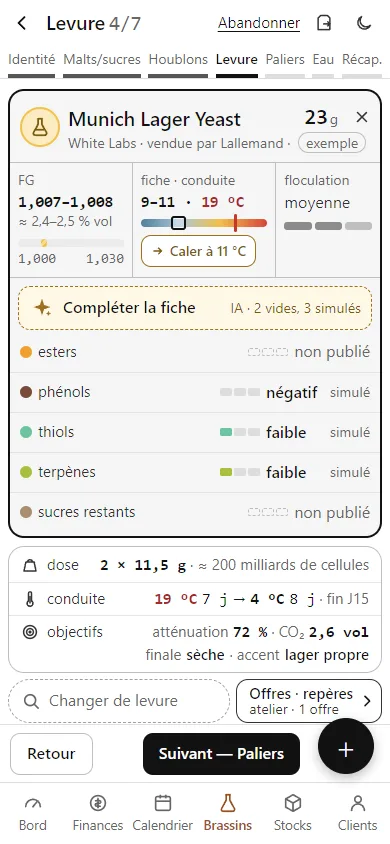 Levure 4/7
Abandonner
Identité Malts/sucres Houblons Levure Paliers Eau Récap.
Munich Lager Yeast
23 g
White Labs · vendue par Lallemand ·
exemple
FG
1,007–1,008
≈ 2,4–2,5 % vol
1,000 1,030
fiche · conduite
9–11 · 19 °C
→ Caler à 11 °C
floculation
moyenne
Compléter la fiche
IA · 2 vides, 3 simulés
esters non publié
phénols négatif simulé
thiols faible simulé
terpènes faible simulé
sucres restants non publié
dose 2 × 11,5 g · ≈ 200 milliards de cellules
conduite 19 °C 7 j → 4 °C 8 j · fin J15
objectifs atténuation 72 % · CO₂ 2,6 vol
finale sèche · accent lager propre
Changer de levure
Offres · repères
atelier · 1 offre
Retour
Suivant — Paliers
+
Bord Finances Calendrier Brassins Stocks Clients